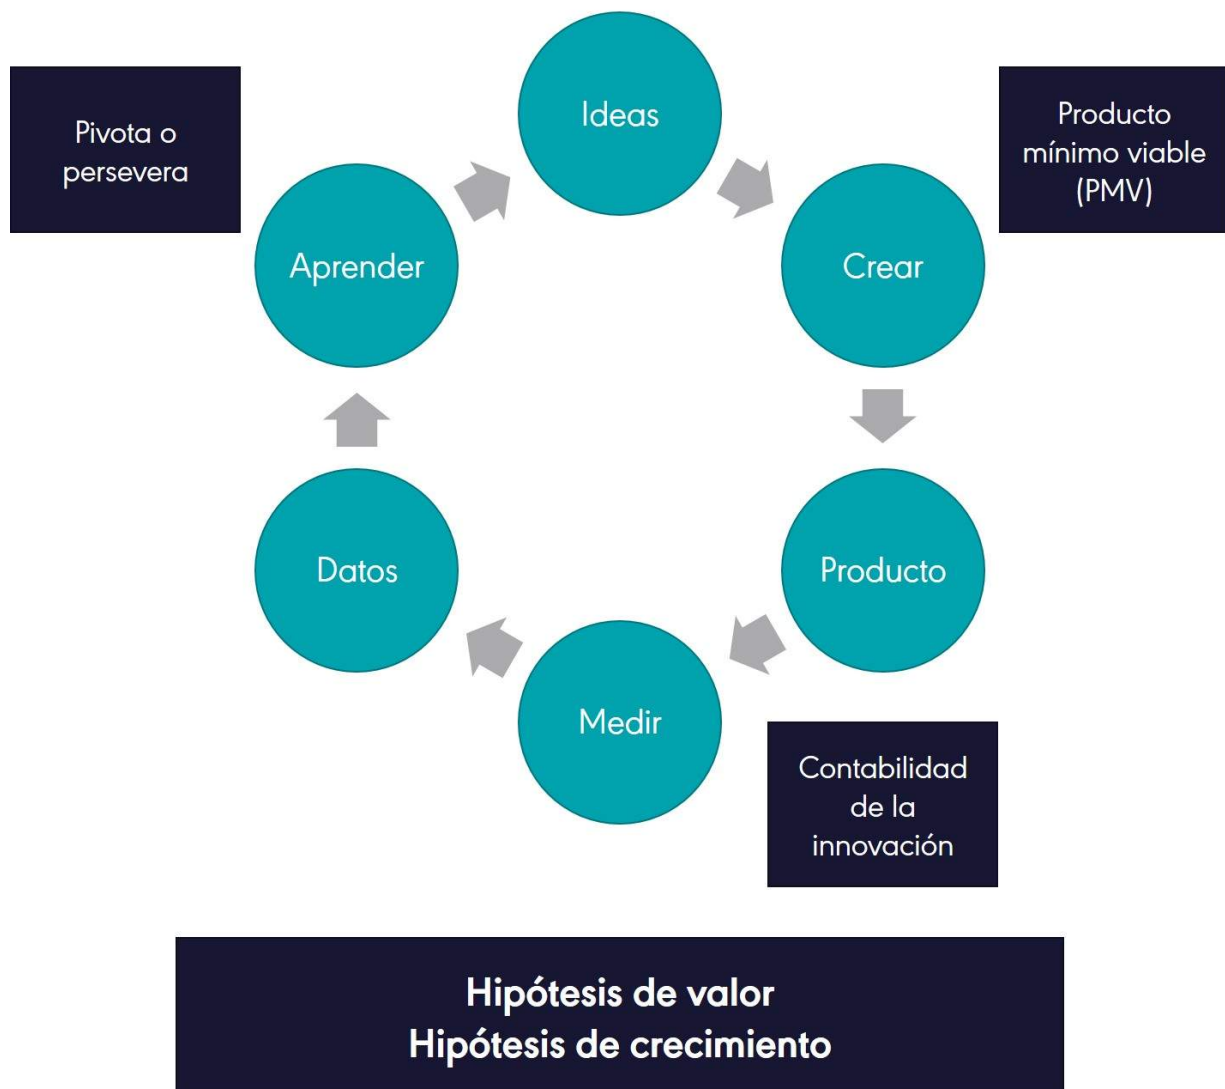 Ideas
Pivota o
persevera
Producto
mínimo viable
(PMV)
Aprender
Crear
Datos
Producto
Medir
Contabilidad
de la
innovación
Hipótesis de valor
Hipótesis de crecimiento